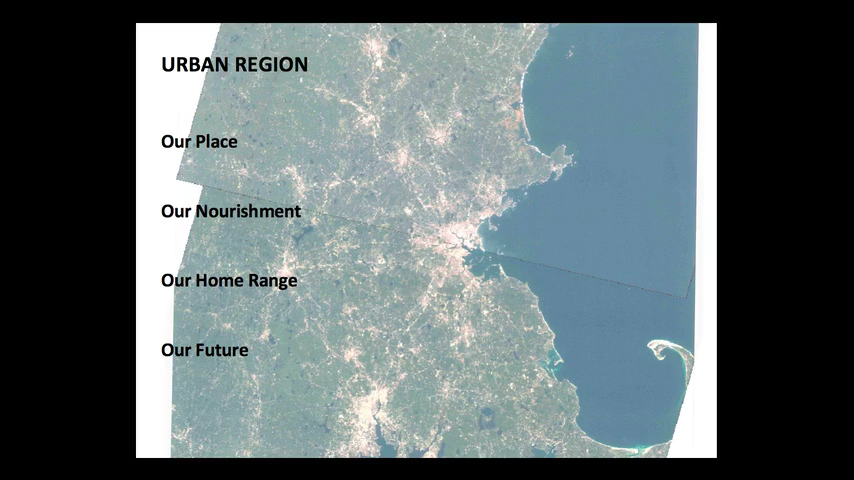 URBAN REGION
Our Place
Our Nourishment
Our Home Range
Our Future